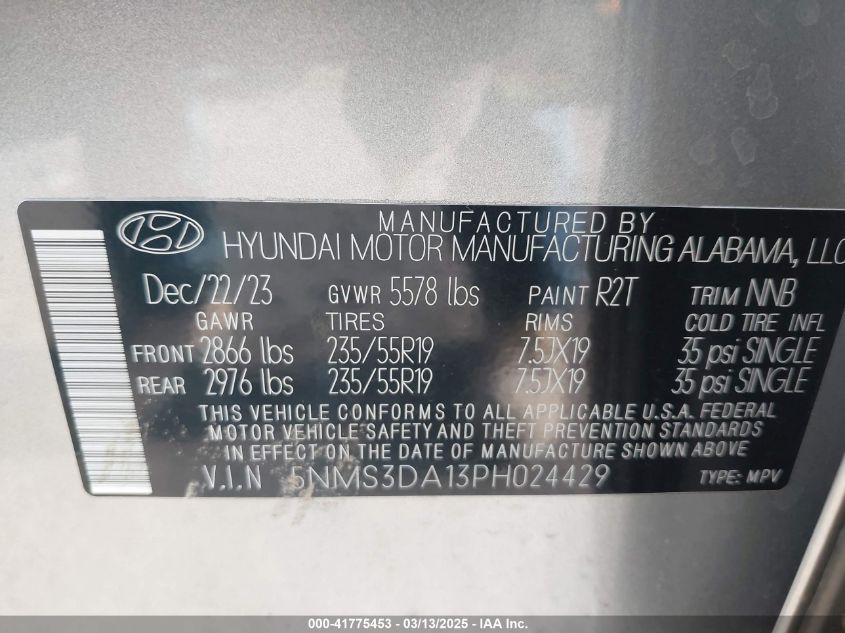 MANUFACTURED BY
HYUNDAI MOTOR MANUFACTURING ALABAMA, LLC
Dec/22/23 GVWR 5578 lbs PAINT R2T TRIM NNB
GAWR TIRES RIMS COLD TIRE INFL
FRONT 2866 lbs 235/55R19 7.5JX19 35 psi SINGLE
REAR 2976 lbs 235/55R19 7.5JX19 35 psi SINGLE
THIS VEHICLE CONFORMS TO ALL APPLICABLE U.S.A. FEDERAL
MOTOR VEHICLE SAFETY AND THEFT PREVENTION STANDARDS
IN EFFECT ON THE DATE OF MANUFACTURE SHOWN ABOVE
V.I.N 5NMS3DA13PH024429 TYPE: MPV
000-41775453 - 03/13/2025 - IAA Inc.